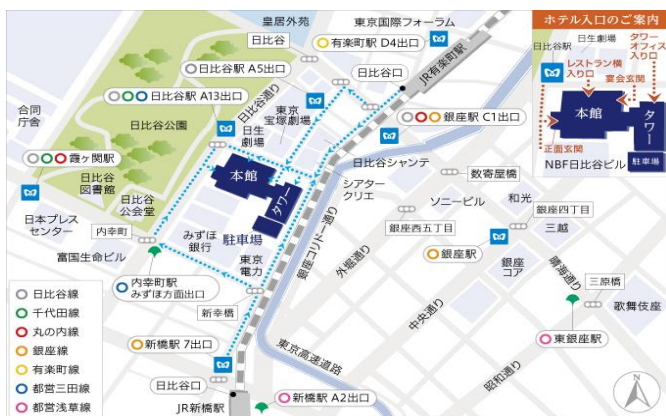 皇居外苑
東京国際フォーラム
日比谷
有楽町駅 D4出口
日比谷駅 A5出口
日比谷口
JR有楽町駅
日比谷通り
日比谷駅 A13出口
東京
宝塚劇場
銀座駅 C1出口
合同
庁舎
日比谷公園
日生
劇場
霞ヶ関駅
日比谷
図書館
日比谷
公会堂
本館
タワー
日比谷シャンテ
シアター
クリエ
数寄屋橋
日本プレス
センター
内幸町
みずほ
銀行
駐車場
ソニービル
和光
銀座四丁目
三越
銀座西五丁目
富国生命ビル
東京
電力
銀座コリドー通り
外堀通り
銀座駅
銀座
コア
晴海通り
三原橋
歌舞伎座
内幸町駅
みずほ方面出口
新幸橋
中央通り
東銀座駅
新橋駅 7出口
東京高速道路
昭和通り
日比谷口
JR新橋駅
新橋駅 A2出口
日比谷線
千代田線
丸の内線
銀座線
有楽町線
都営三田線
都営浅草線
N
ホテル入口のご案内
日比谷駅
日生劇場
タワー
オフィス
入り口
レストラン横
入り口
宴会玄関
本館
タワー
正面玄関
NBF日比谷ビル
駐車場